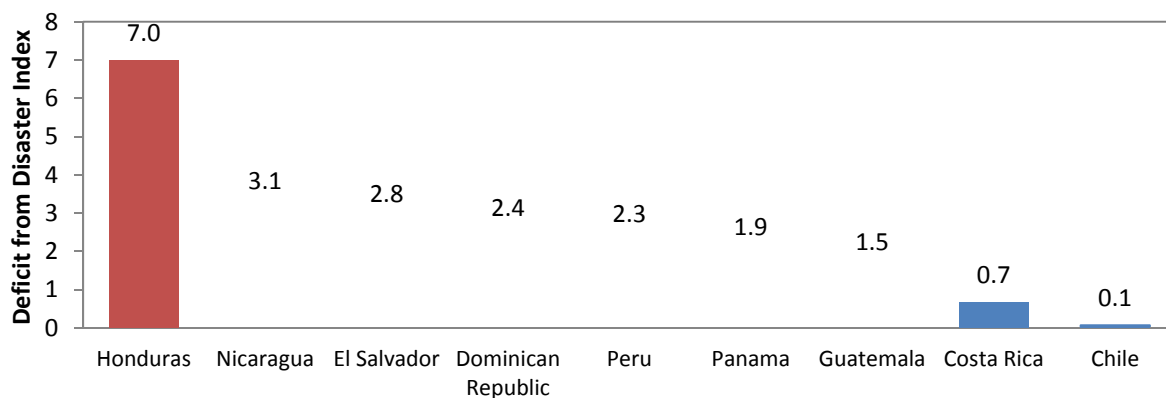 Deficit from Disaster Index
8
7
6
5
4
3
2
1
0
7.0
3.1
2.8
2.4
2.3
1.9
1.5
0.7
0.1
Honduras
Nicaragua
El Salvador
Dominican
Republic
Peru
Panama
Guatemala
Costa Rica
Chile